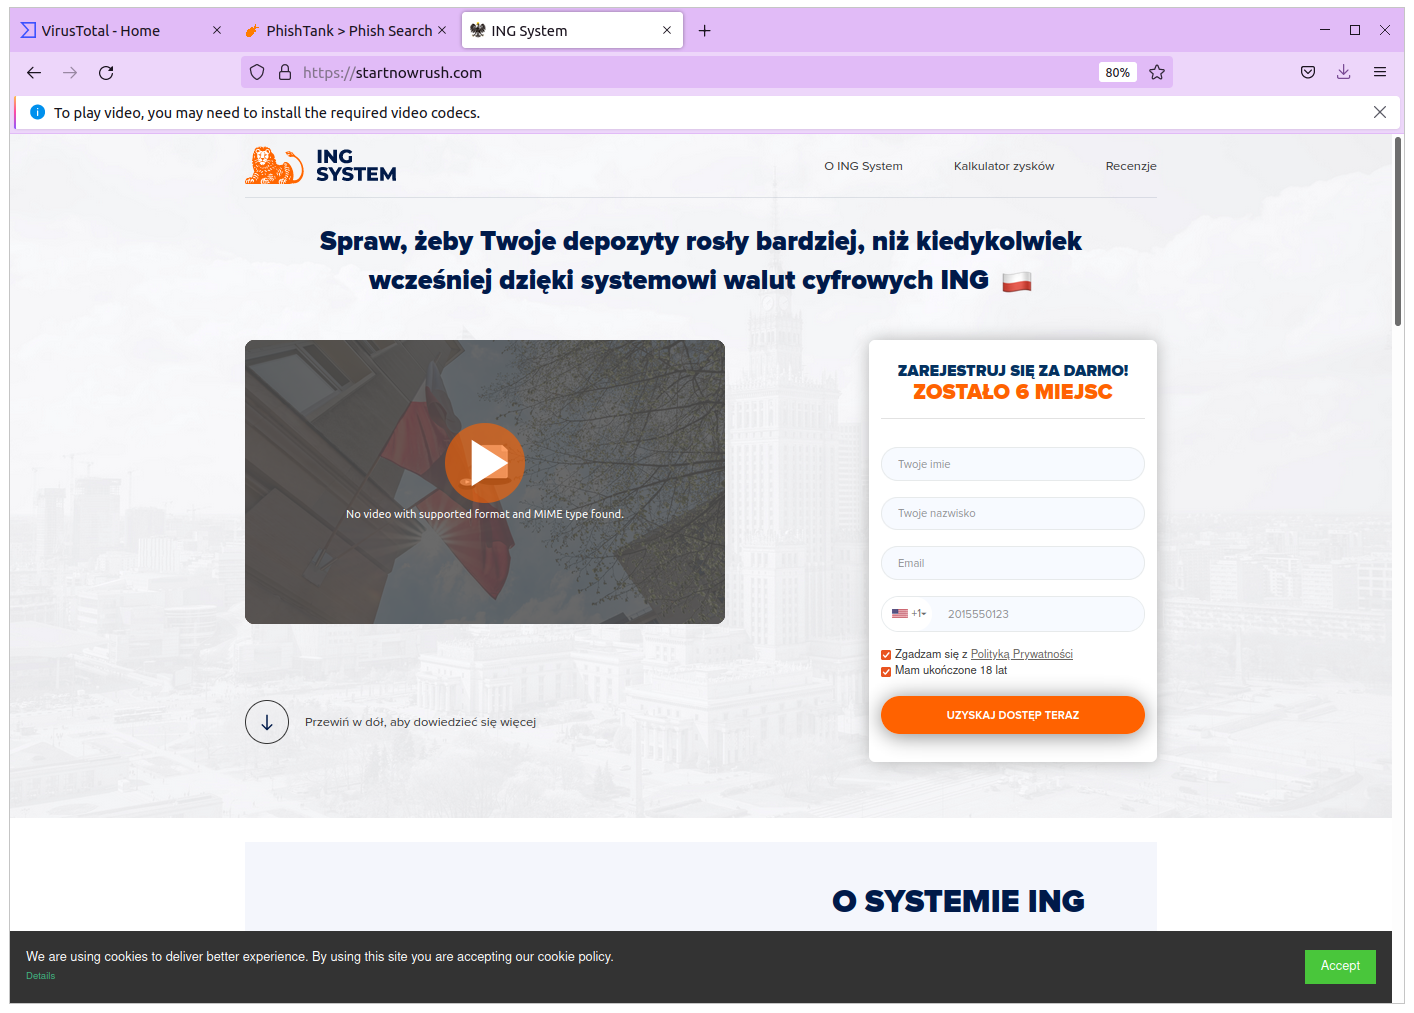 VirusTotal - Home
PhishTank > Phish Search
ING System
https://startnowrush.com
80%
To play video, you may need to install the required video codecs.
ING
SYSTEM
O ING System
Kalkulator zysków
Recenzje
Spraw, żeby Twoje depozyty rosły bardziej, niż kiedykolwiek
wcześniej dzięki systemowi walut cyfrowych ING
No video with supported format and MIME type found.
ZAREJESTRUJ SIĘ ZA DARMO!
ZOSTAŁO 6 MIEJSC
Twoje imie
Twoje nazwisko
Email
+1 2015550123
Zgadzam się z Polityką Prywatności
Mam ukończone 18 lat
UZYSKAJ DOSTĘP TERAZ
Przewiń w dół, aby dowiedzieć się więcej
O SYSTEMIE ING
We are using cookies to deliver better experience. By using this site you are accepting our cookie policy.
Details
Accept